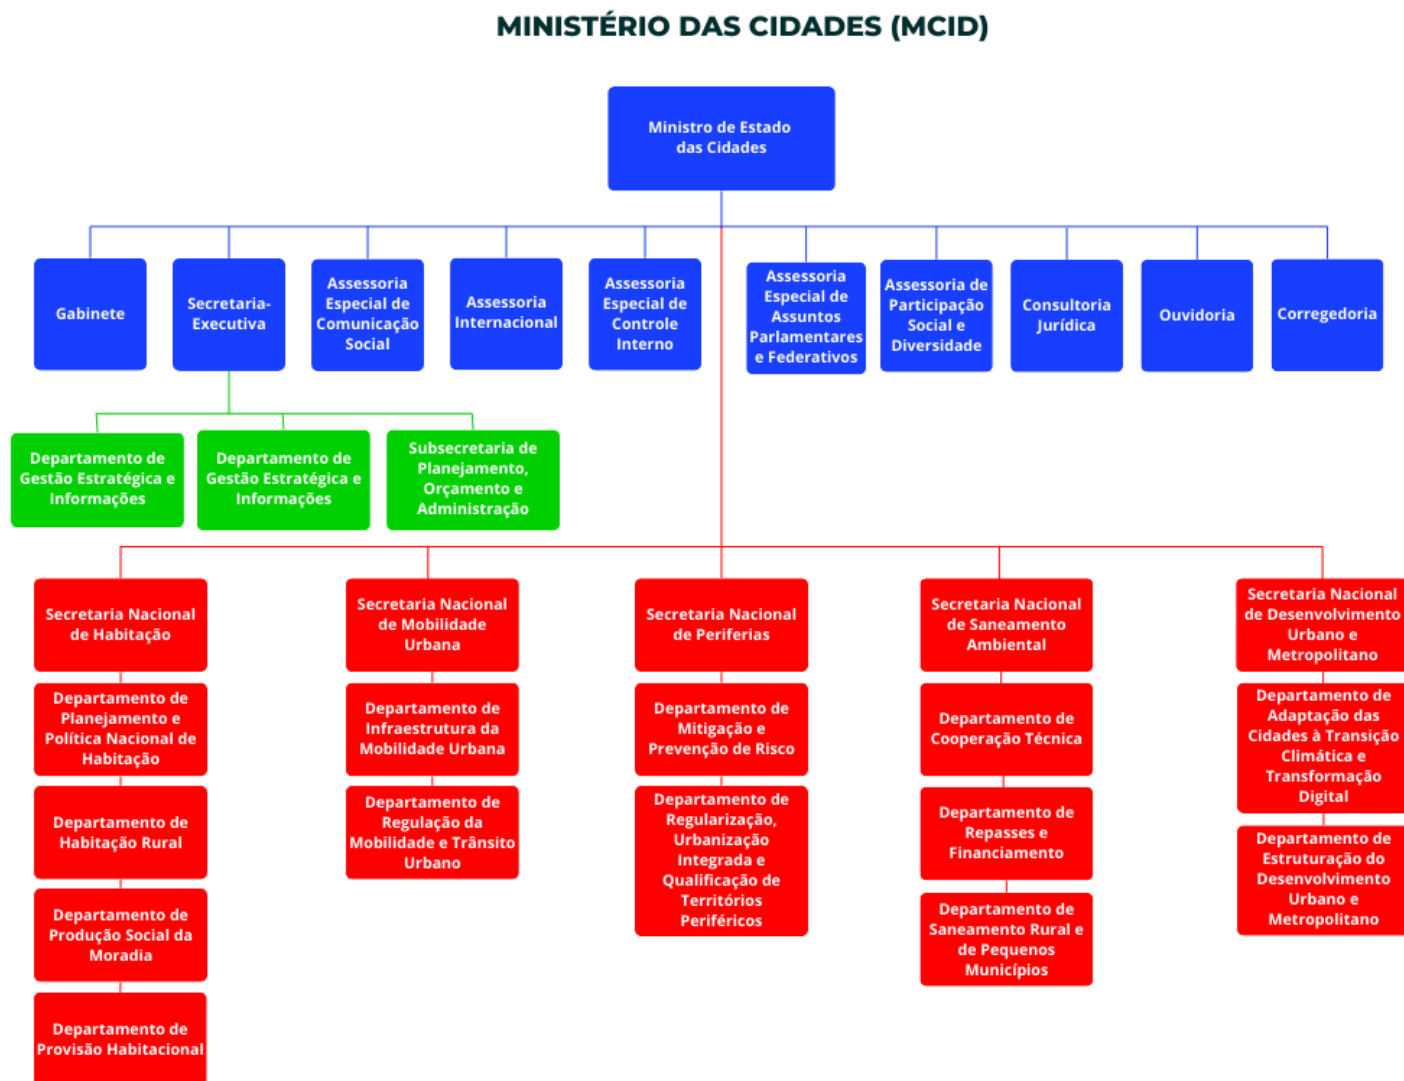 MINISTÉRIO DAS CIDADES (MCID)
Ministro de Estado
das Cidades
Gabinete
Secretaria-
Executiva
Assessoria
Especial de
Comunicação
Social
Assessoria
Internacional
Assessoria
Especial de
Controle
Interno
Assessoria
Especial de
Assuntos
Parlamentares
e Federativos
Assessoria de
Participação
Social e
Diversidade
Consultoria
Jurídica
Ouvidoria
Corregedoria
Departamento de
Gestão Estratégica e
Informações
Departamento de
Gestão Estratégica e
Informações
Subsecretaria de
Planejamento,
Orçamento e
Administração
Secretaria Nacional
de Habitação
Secretaria Nacional
de Mobilidade
Urbana
Secretaria Nacional
de Periferias
Secretaria Nacional
de Saneamento
Ambiental
Secretaria Nacional
de Desenvolvimento
Urbano e
Metropolitano
Departamento de
Planejamento e
Política Nacional de
Habitação
Departamento de
Infraestrutura da
Mobilidade Urbana
Departamento de
Mitigação e
Prevenção de Risco
Departamento de
Cooperação Técnica
Departamento de
Adaptação das
Cidades à Transição
Climática e
Transformação
Digital
Departamento de
Habitação Rural
Departamento de
Regulação da
Mobilidade e Trânsito
Urbano
Departamento de
Regularização,
Urbanização
Integrada e
Qualificação de
Territórios
Periféricos
Departamento de
Repasses e
Financiamento
Departamento de
Estruturação do
Desenvolvimento
Urbano e
Metropolitano
Departamento de
Produção Social da
Moradia
Departamento de
Saneamento Rural e
de Pequenos
Municípios
Departamento de
Provisão Habitacional